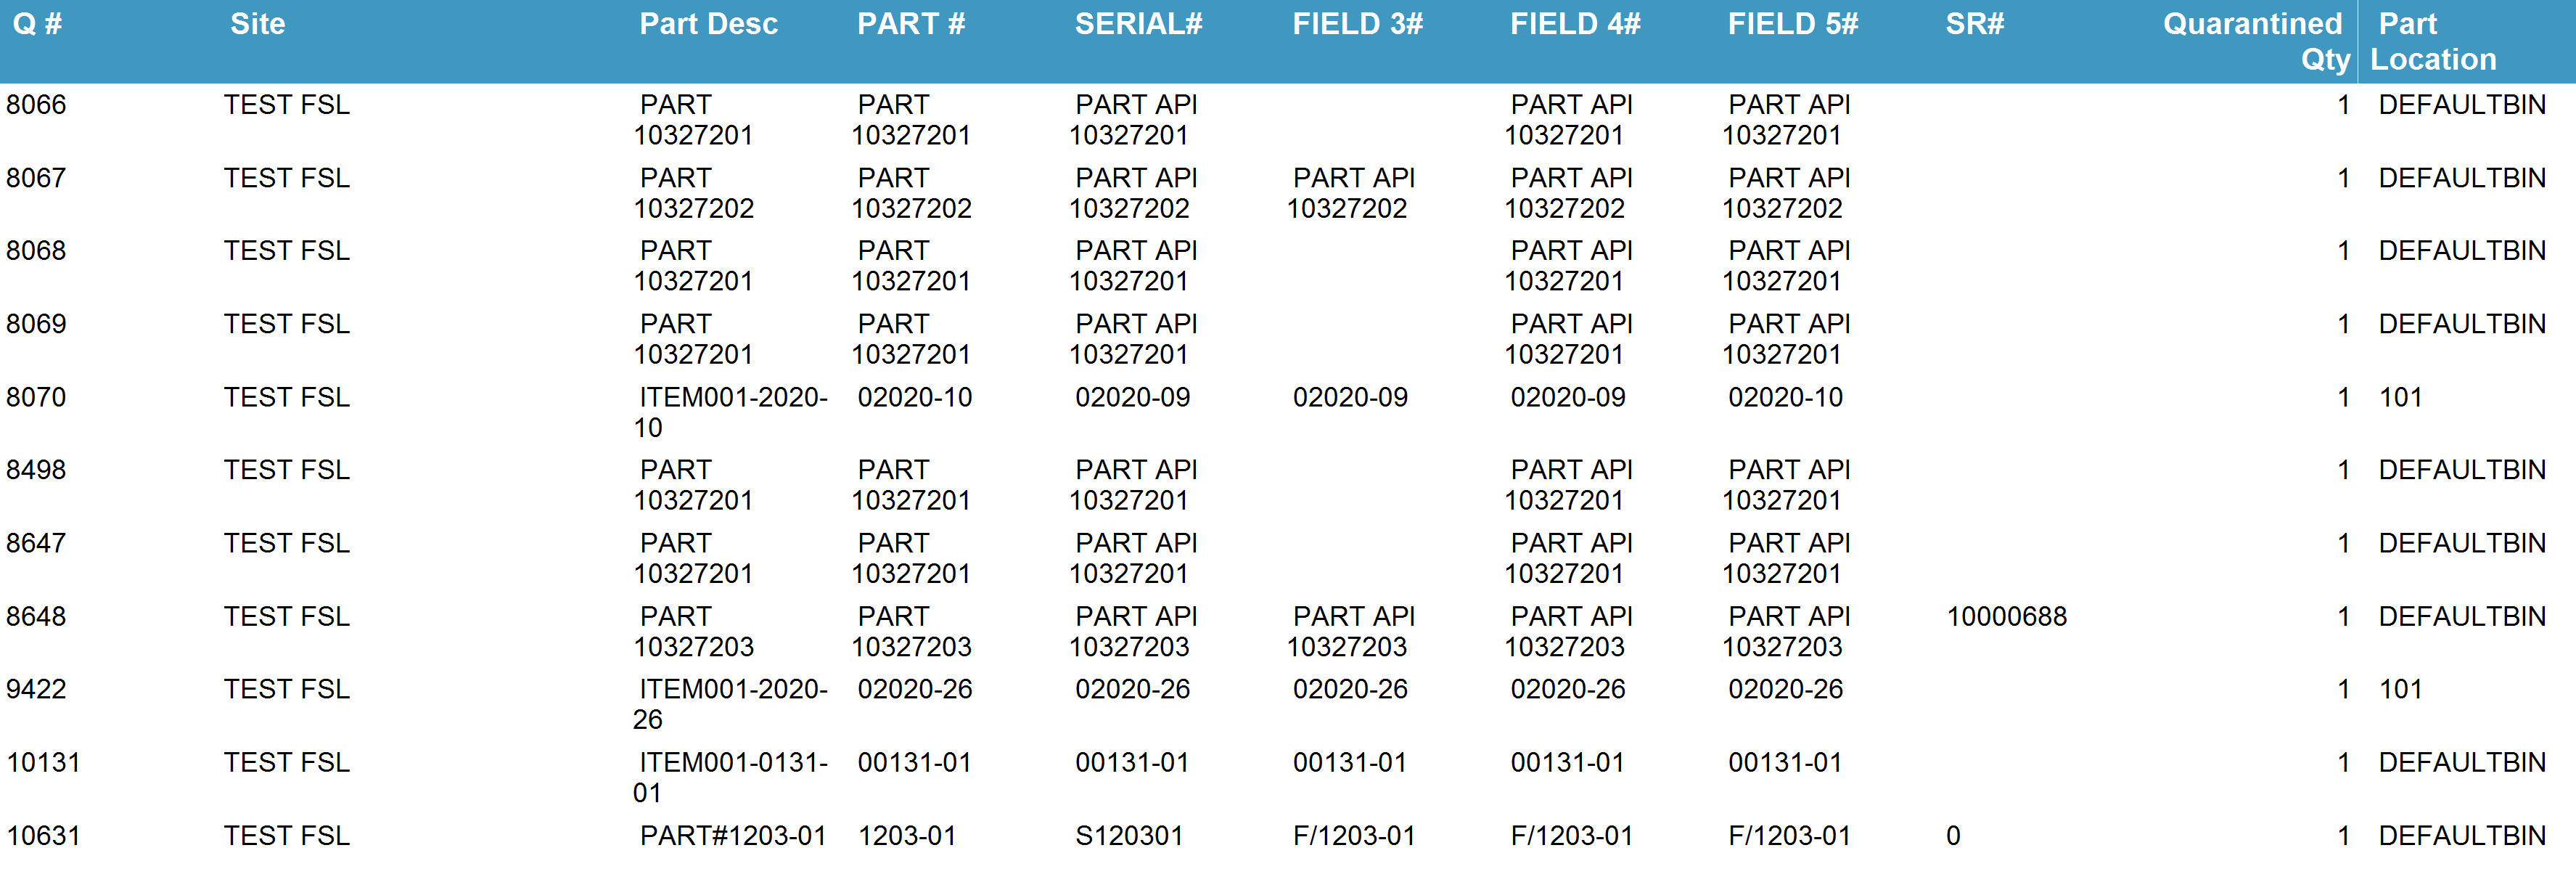 Q # Site Part Desc PART # SERIAL# FIELD 3# FIELD 4# FIELD 5# SR# Quarantined Part
Qty Location
8066 TEST FSL PART PART PART API PART API PART API 1 DEFAULTBIN
10327201 10327201 10327201 10327201 10327201
8067 TEST FSL PART PART PART API PART API PART API PART API 1 DEFAULTBIN
10327202 10327202 10327202 10327202 10327202 10327202
8068 TEST FSL PART PART PART API PART API PART API 1 DEFAULTBIN
10327201 10327201 10327201 10327201 10327201
8069 TEST FSL PART PART PART API PART API PART API 1 DEFAULTBIN
10327201 10327201 10327201 10327201 10327201
8070 TEST FSL ITEM001-2020- 02020-10 02020-09 02020-09 02020-09 02020-10 1 101
10
8498 TEST FSL PART PART PART API PART API PART API 1 DEFAULTBIN
10327201 10327201 10327201 10327201 10327201
8647 TEST FSL PART PART PART API PART API PART API 1 DEFAULTBIN
10327201 10327201 10327201 10327201 10327201
8648 TEST FSL PART PART PART API PART API PART API PART API 10000688 1 DEFAULTBIN
10327203 10327203 10327203 10327203 10327203 10327203
9422 TEST FSL ITEM001-2020- 02020-26 02020-26 02020-26 02020-26 02020-26 1 101
26
10131 TEST FSL ITEM001-0131- 00131-01 00131-01 00131-01 00131-01 00131-01 1 DEFAULTBIN
01
10631 TEST FSL PART#1203-01 1203-01 S120301 F/1203-01 F/1203-01 F/1203-01 0 1 DEFAULTBIN